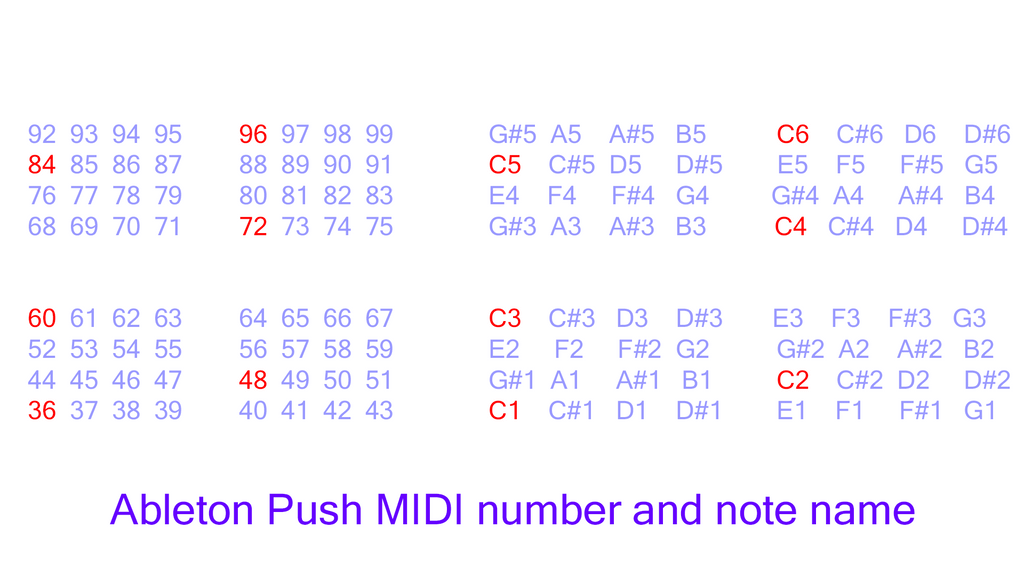 92 93 94 95 96 97 98 99 G#5 A5 A#5 B5 C6 C#6 D6 D#6
84 85 86 87 88 89 90 91 C5 C#5 D5 D#5 E5 F5 F#5 G5
76 77 78 79 80 81 82 83 E4 F4 F#4 G4 G#4 A4 A#4 B4
68 69 70 71 72 73 74 75 G#3 A3 A#3 B3 C4 C#4 D4 D#4
60 61 62 63 64 65 66 67 C3 C#3 D3 D#3 E3 F3 F#3 G3
52 53 54 55 56 57 58 59 E2 F2 F#2 G2 G#2 A2 A#2 B2
44 45 46 47 48 49 50 51 G#1 A1 A#1 B1 C2 C#2 D2 D#2
36 37 38 39 40 41 42 43 C1 C#1 D1 D#1 E1 F1 F#1 G1
Ableton Push MIDI number and note name